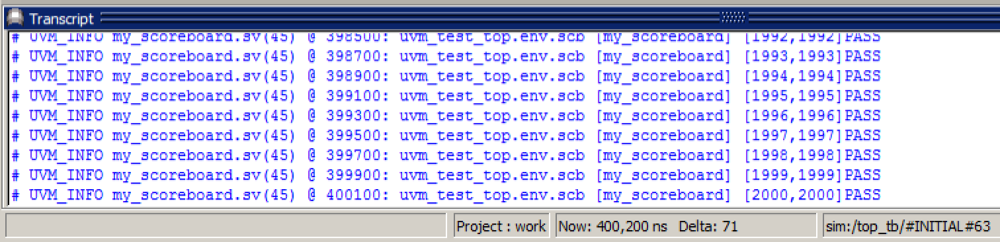 Transcript
# UVM_INFO my_scoreboard.sv(45) @ 398500: uvm_test_top.env.scb [my_scoreboard] [1992,1992]PASS
# UVM_INFO my_scoreboard.sv(45) @ 398700: uvm_test_top.env.scb [my_scoreboard] [1993,1993]PASS
# UVM_INFO my_scoreboard.sv(45) @ 398900: uvm_test_top.env.scb [my_scoreboard] [1994,1994]PASS
# UVM_INFO my_scoreboard.sv(45) @ 399100: uvm_test_top.env.scb [my_scoreboard] [1995,1995]PASS
# UVM_INFO my_scoreboard.sv(45) @ 399300: uvm_test_top.env.scb [my_scoreboard] [1996,1996]PASS
# UVM_INFO my_scoreboard.sv(45) @ 399500: uvm_test_top.env.scb [my_scoreboard] [1997,1997]PASS
# UVM_INFO my_scoreboard.sv(45) @ 399700: uvm_test_top.env.scb [my_scoreboard] [1998,1998]PASS
# UVM_INFO my_scoreboard.sv(45) @ 399900: uvm_test_top.env.scb [my_scoreboard] [1999,1999]PASS
# UVM_INFO my_scoreboard.sv(45) @ 400100: uvm_test_top.env.scb [my_scoreboard] [2000,2000]PASS
Project : work Now: 400,200 ns Delta: 71 sim:/top_tb/#INITIAL#63